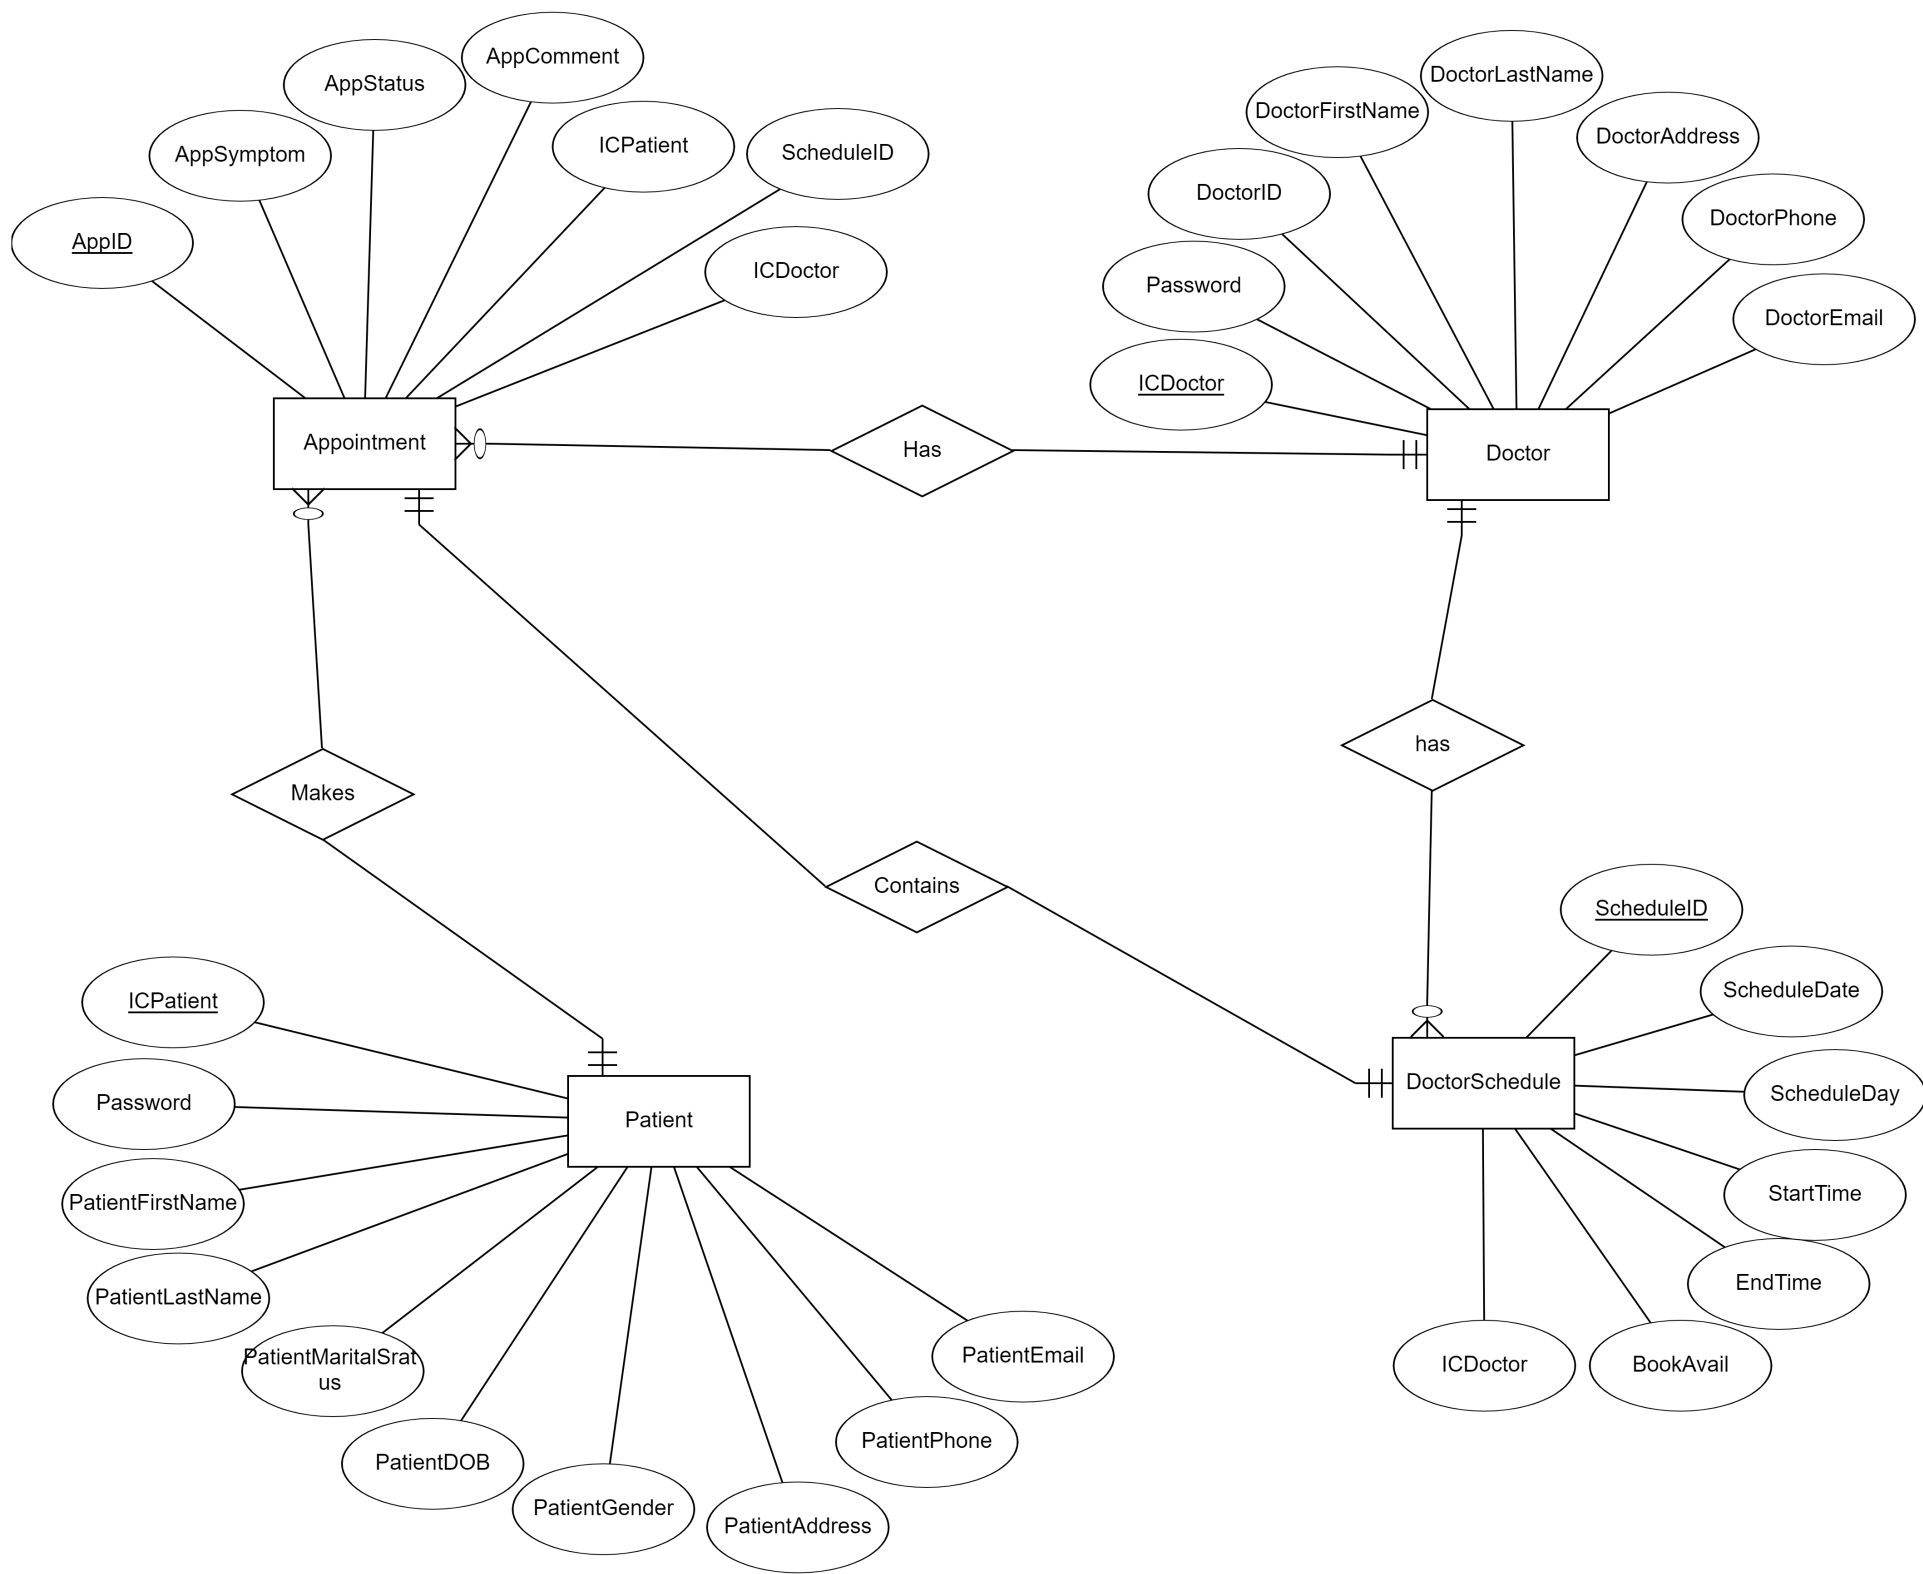 AppComment
AppStatus
AppSymptom
ICPatient
ScheduleID
AppID
ICDoctor
Appointment
DoctorLastName
DoctorFirstName
DoctorAddress
DoctorID
DoctorPhone
Password
DoctorEmail
ICDoctor
Doctor
Has
has
Makes
Contains
ScheduleID
ScheduleDate
DoctorSchedule
ScheduleDay
StartTime
EndTime
BookAvail
ICDoctor
ICPatient
Password
Patient
PatientFirstName
PatientLastName
PatientMaritalSrat
us
PatientDOB
PatientGender
PatientAddress
PatientPhone
PatientEmail